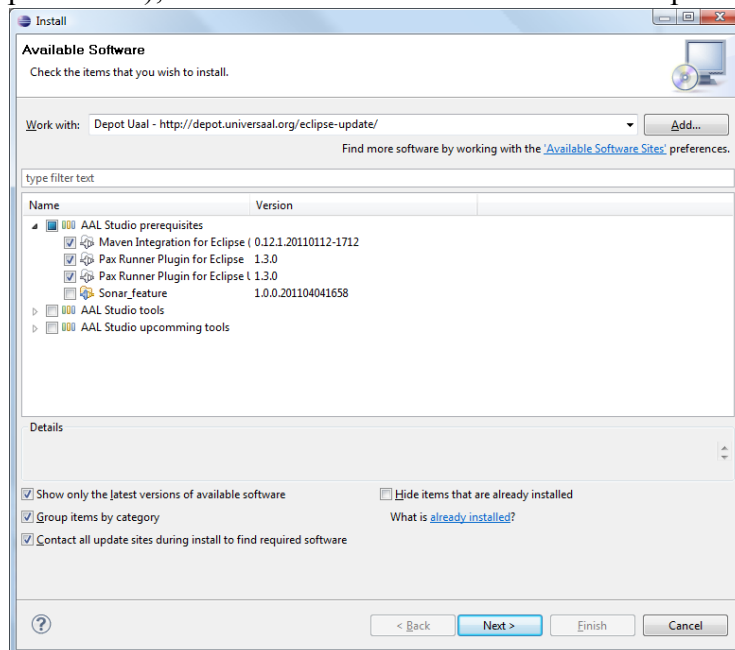 Install
Available Software
Check the items that you wish to install.
Work with: Depot Uaal - http://depot.universaal.org/eclipse-update/ Add...
Find more software by working with the 'Available Software Sites' preferences.
type filter text
Name Version
AAL Studio prerequisites
Maven Integration for Eclipse ( 0.12.1.20110112-1712
Pax Runner Plugin for Eclipse 1.3.0
Pax Runner Plugin for Eclipse U 1.3.0
Sonar_feature 1.0.0.201104041658
AAL Studio tools
AAL Studio upcomming tools
Details
Show only the latest versions of available software Hide items that are already installed
Group items by category What is already installed?
Contact all update sites during install to find required software
? < Back Next > Finish Cancel